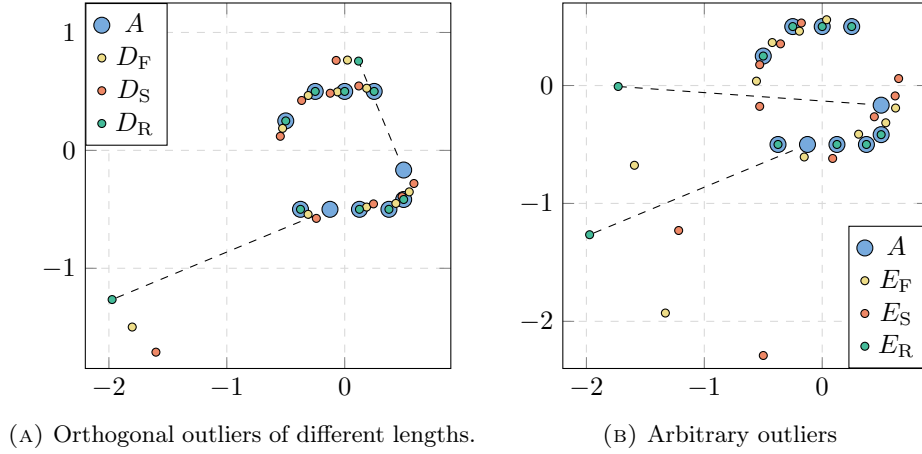 A
D_F
D_S
D_R
1
0
−1
−2 −1 0
(A) Orthogonal outliers of different lengths.
0
−1
−2
A
E_F
E_S
E_R
−2 −1 0
(B) Arbitrary outliers